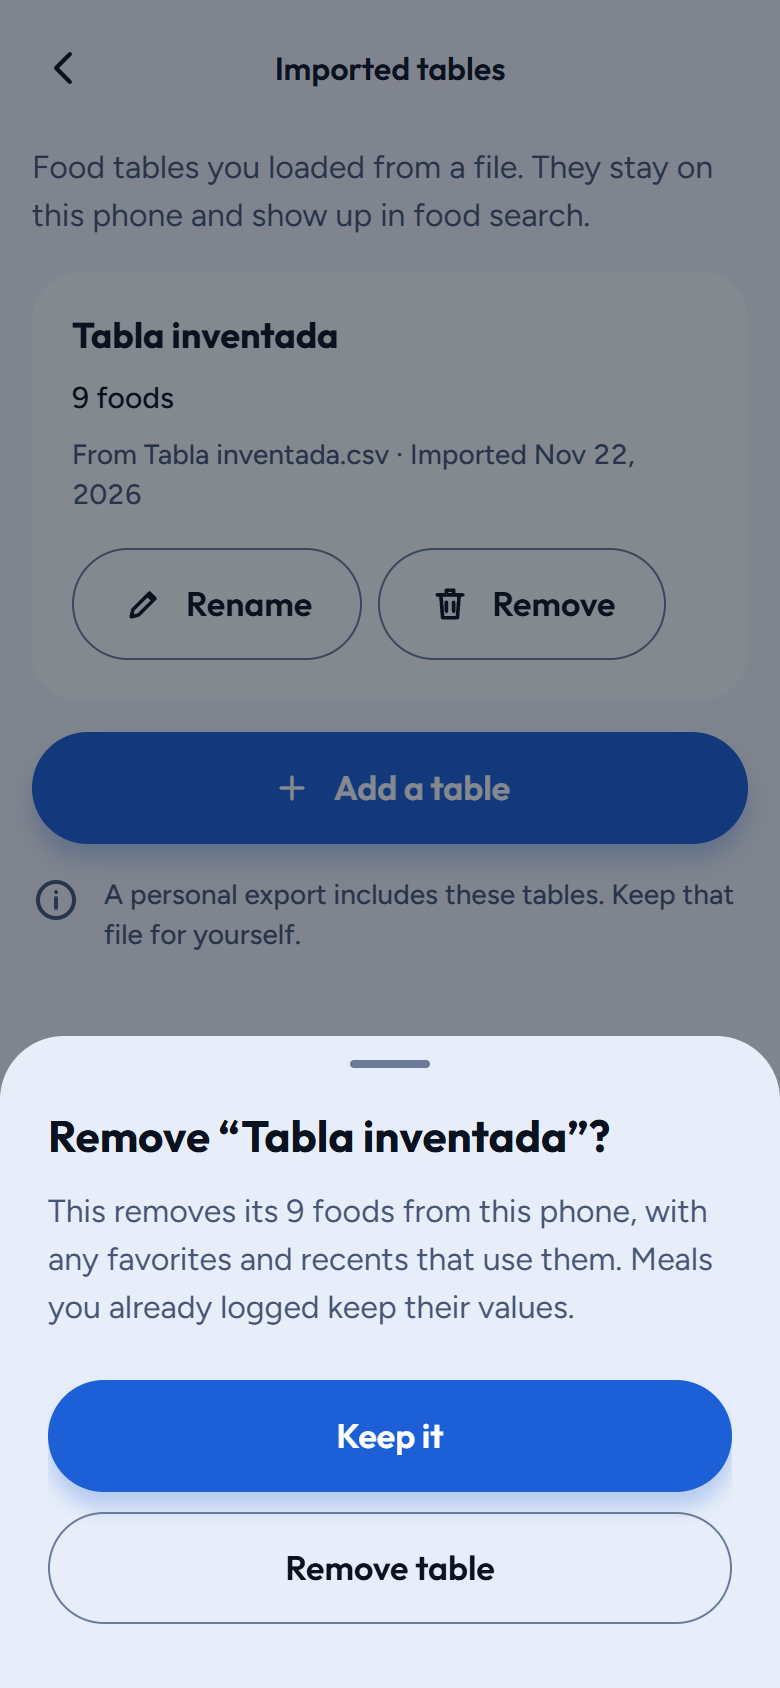 Imported tables
Food tables you loaded from a file. They stay on
this phone and show up in food search.
Tabla inventada
9 foods
From Tabla inventada.csv · Imported Nov 22,
2026
Rename
Remove
Add a table
A personal export includes these tables. Keep that
file for yourself.
Remove “Tabla inventada”?
This removes its 9 foods from this phone, with
any favorites and recents that use them. Meals
you already logged keep their values.
Keep it
Remove table